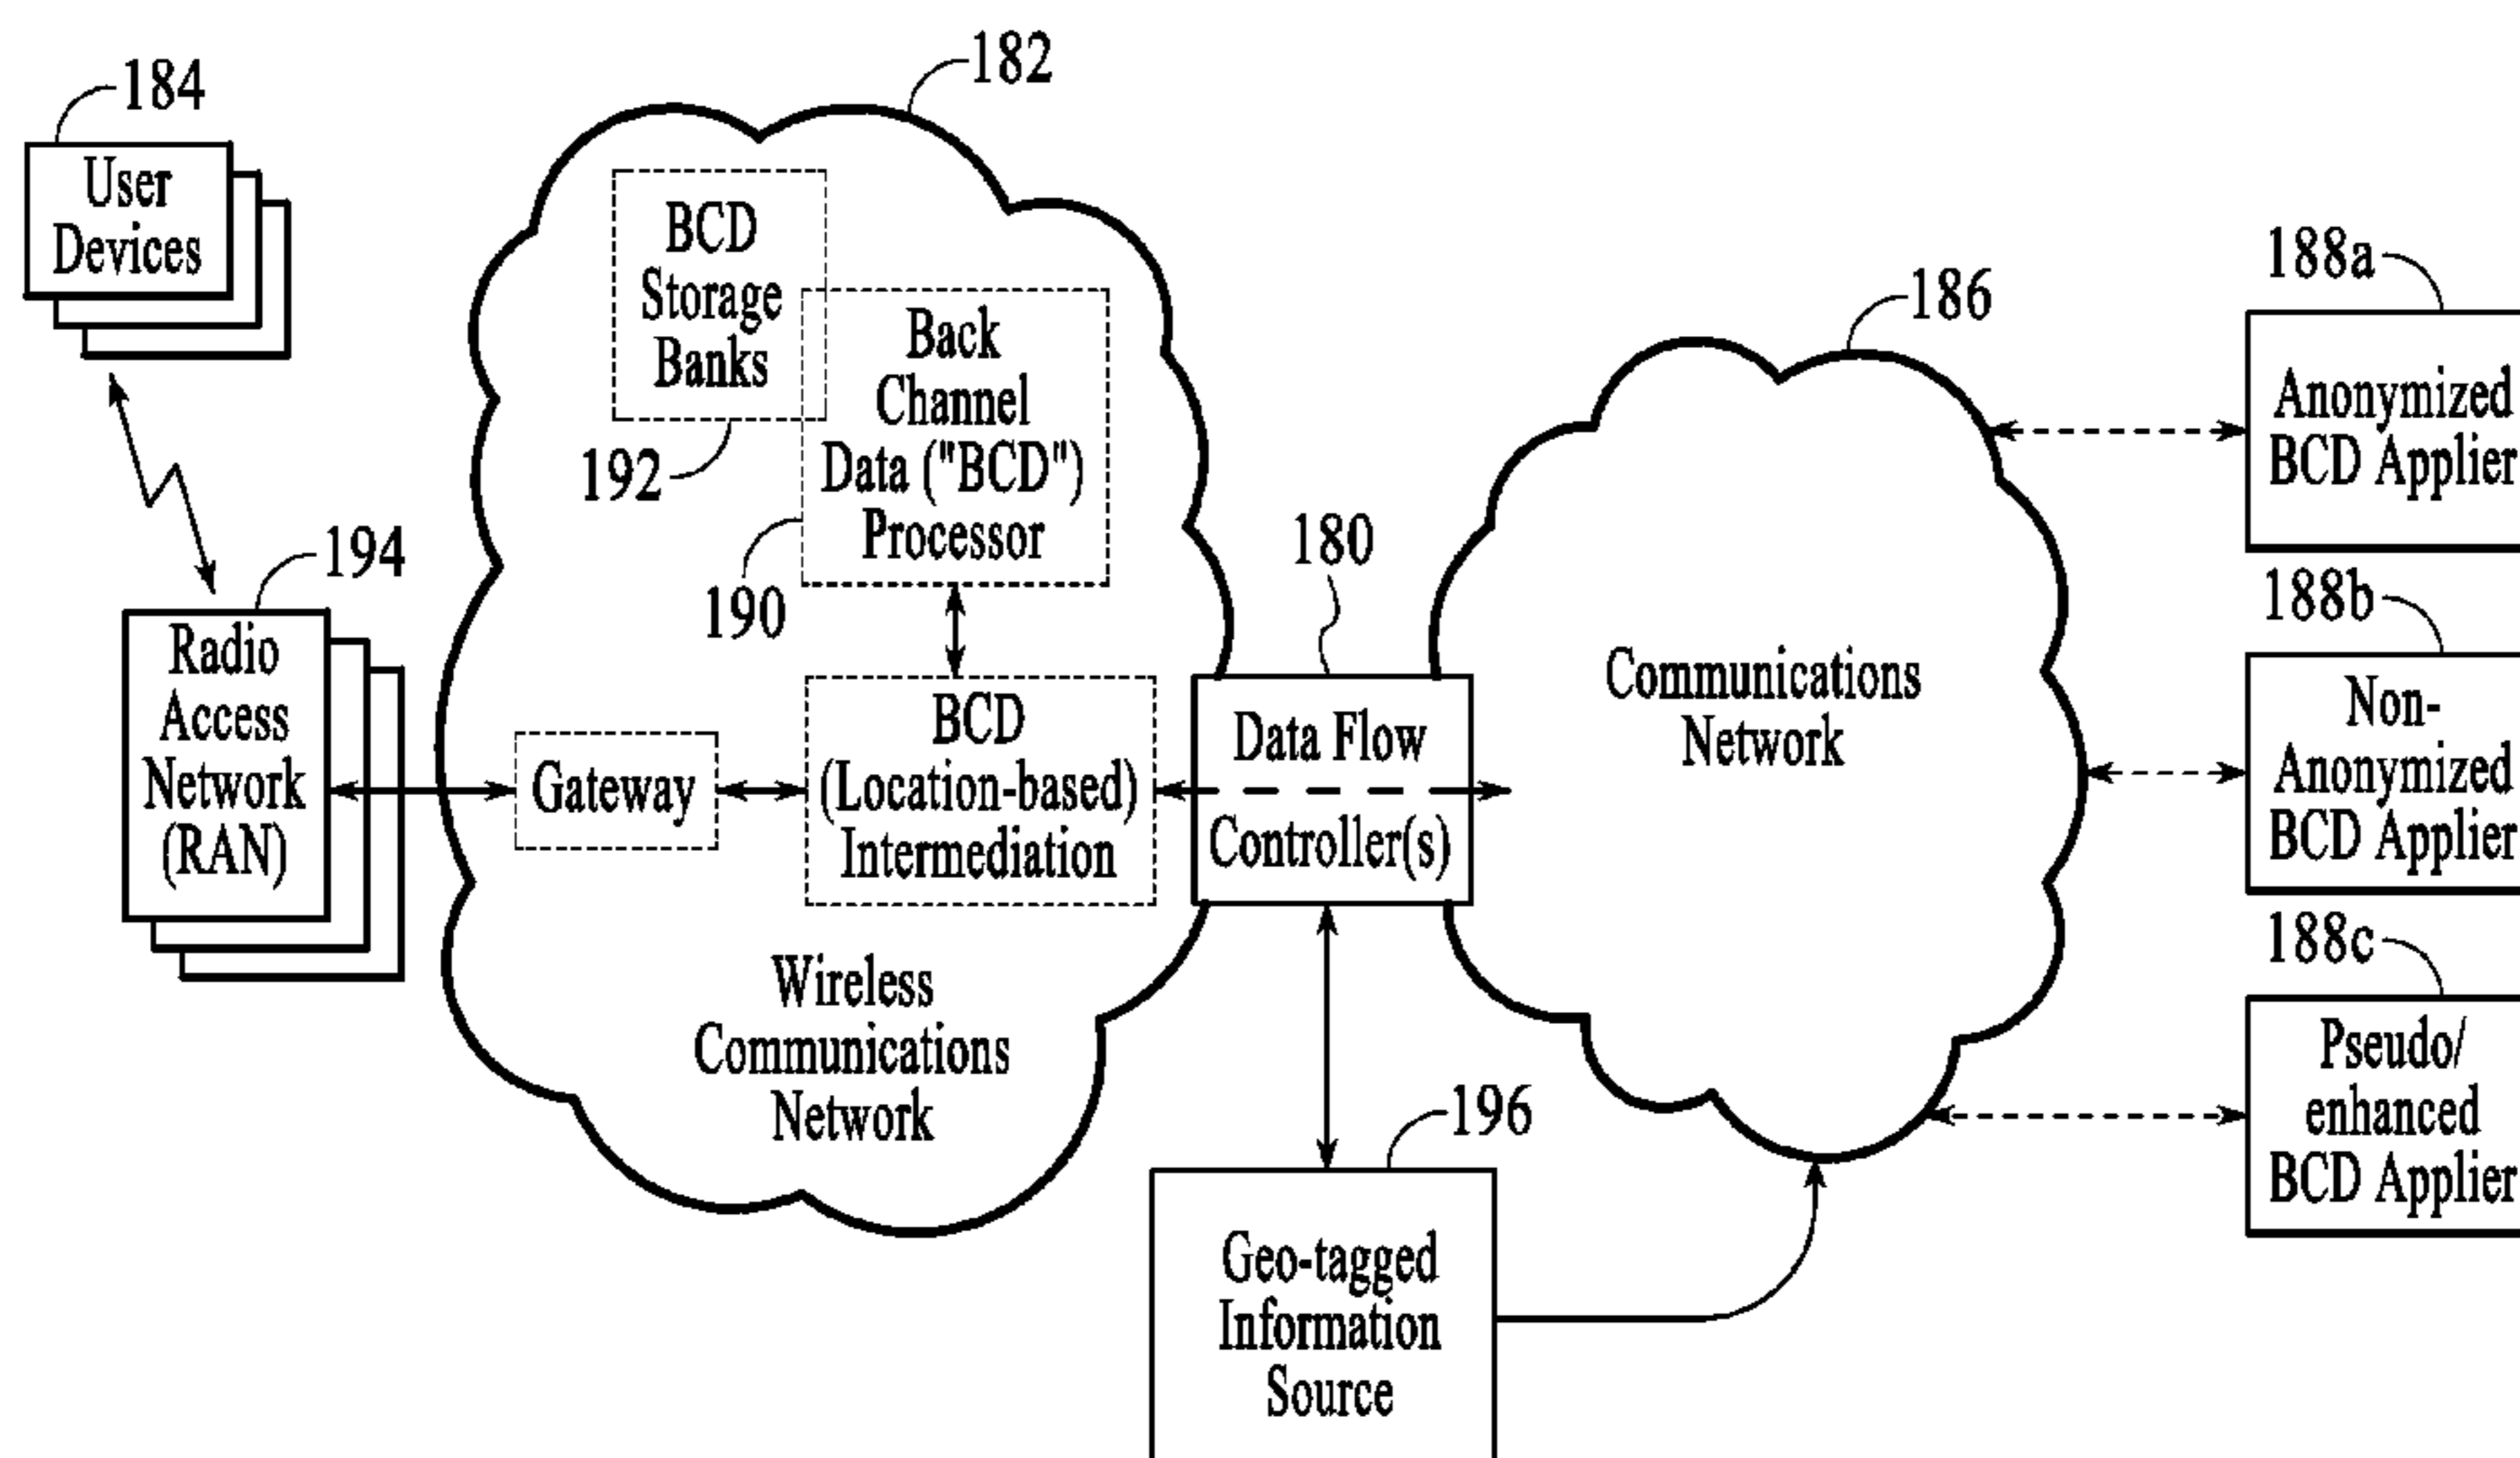 184
User
Devices
182
BCD
Storage
Banks
192
Back
Channel
Data ("BCD")
Processor
190
194
Radio
Access
Network
(RAN)
Gateway
BCD
(Location-based)
Intermediation
180
Data Flow
Controller(s)
Wireless
Communications
Network
186
Communications
Network
196
Geo-tagged
Information
Source
188a
Anonymized
BCD Applier
188b
Non-
Anonymized
BCD Applier
188c
Pseudo/
enhanced
BCD Applier